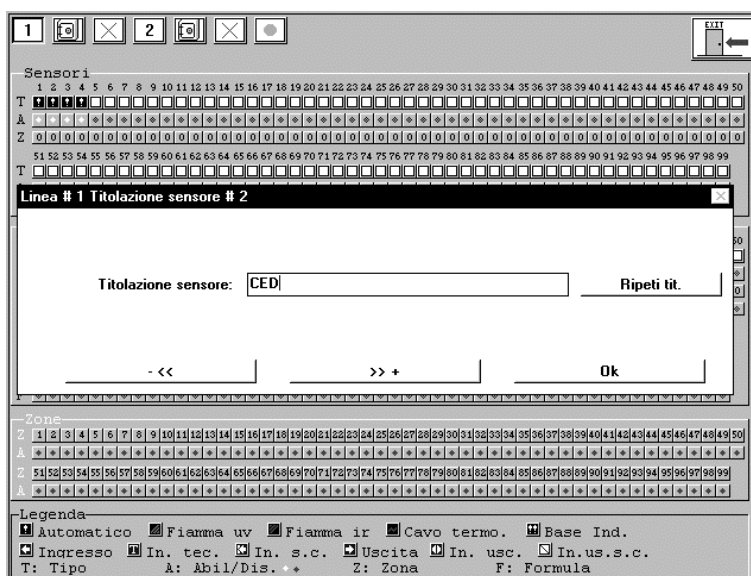 1 2
EXIT
Sensori
1 2 3 4 5 6 7 8 9 10 11 12 13 14 15 16 17 18 19 20 21 22 23 24 25 26 27 28 29 30 31 32 33 34 35 36 37 38 39 40 41 42 43 44 45 46 47 48 49 50
T
A
Z 0 0 0 0 0 0 0 0 0 0 0 0 0 0 0 0 0 0 0 0 0 0 0 0 0 0 0 0 0 0 0 0 0 0 0 0 0 0 0 0 0 0 0 0 0 0 0 0 0 0
51 52 53 54 55 56 57 58 59 60 61 62 63 64 65 66 67 68 69 70 71 72 73 74 75 76 77 78 79 80 81 82 83 84 85 86 87 88 89 90 91 92 93 94 95 96 97 98 99
T
Linea # 1 Titolazione sensore # 2
50
0
Titolazione sensore: CED Ripeti tit.
- << >> + Ok
Zone
Z 1 2 3 4 5 6 7 8 9 10 11 12 13 14 15 16 17 18 19 20 21 22 23 24 25 26 27 28 29 30 31 32 33 34 35 36 37 38 39 40 41 42 43 44 45 46 47 48 49 50
A
Z 51 52 53 54 55 56 57 58 59 60 61 62 63 64 65 66 67 68 69 70 71 72 73 74 75 76 77 78 79 80 81 82 83 84 85 86 87 88 89 90 91 92 93 94 95 96 97 98 99
A
Legenda
Automatico Fiamma uv Fiamma ir Cavo termo. Base Ind.
Ingresso In. tec. In. s.c. Uscita In. usc. In.us.s.c.
T: Tipo A: Abil/Dis. Z: Zona F: Formula